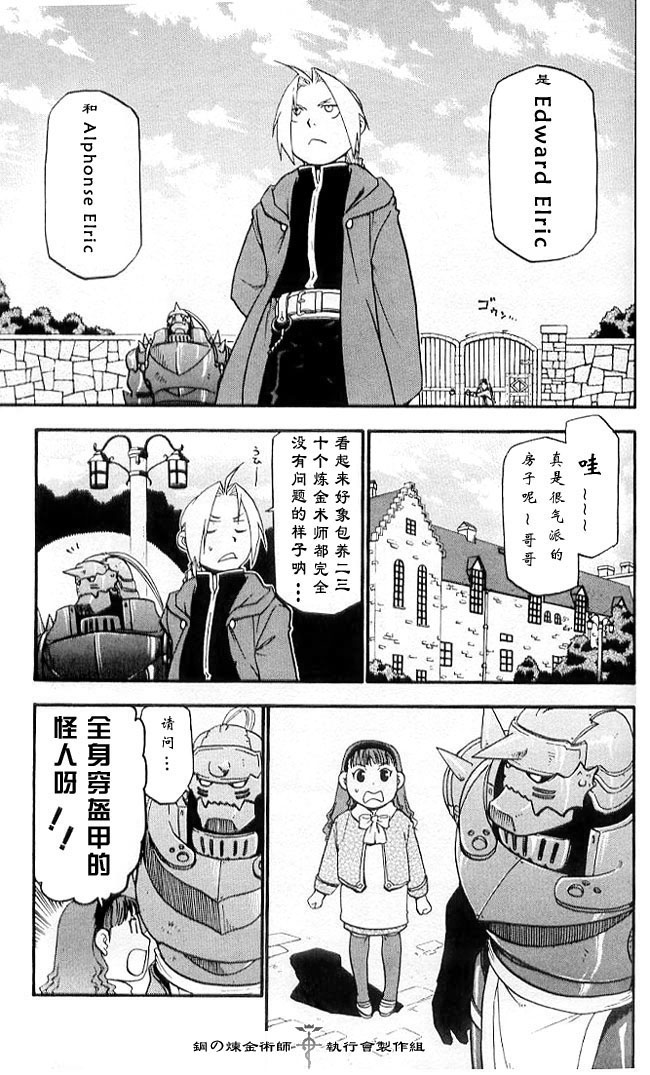 是 Edward Elric
和 Alphonse Elric
ゴウン…
哇～～～
真是很气派的
房子呢～哥哥
看起来好象包养二三
十个炼金术师都完全
没有问题的样子呐…
うむー
请问…
全身穿盔甲的
怪人呀!!
鋼の煉金術師 執行會製作組